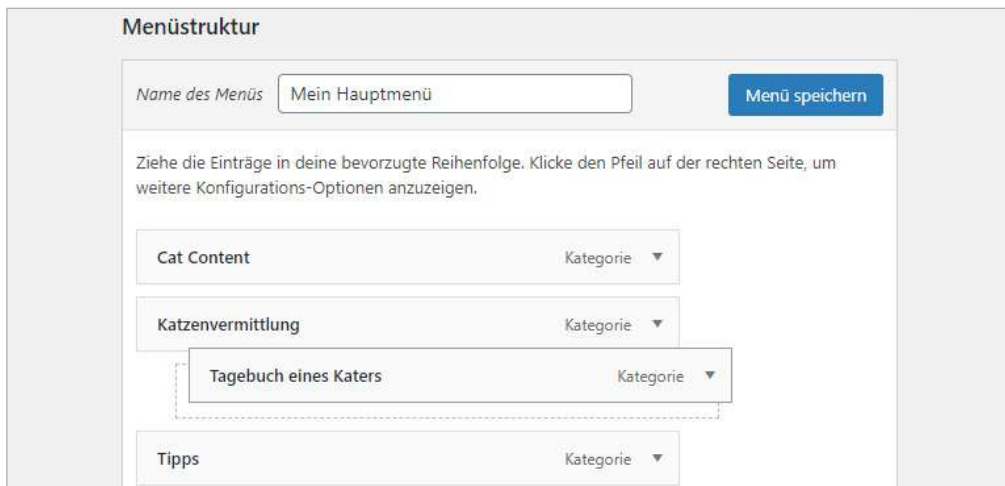 Menüstruktur
Name des Menüs Mein Hauptmenü Menü speichern
Ziehe die Einträge in deine bevorzugte Reihenfolge. Klicke den Pfeil auf der rechten Seite, um
weitere Konfigurations-Optionen anzuzeigen.
Cat Content Kategorie
Katzenvermittlung Kategorie
Tagebuch eines Katers Kategorie
Tipps Kategorie